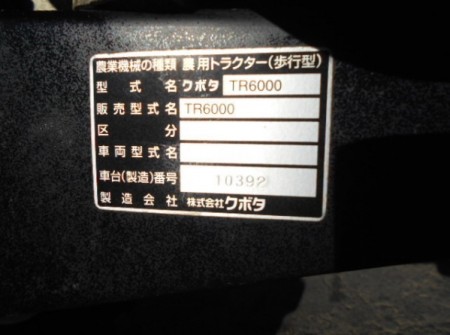 農業機械の種類 農用トラクター(歩行型)
型式名 クボタ TR6000
販売型式名 TR6000
区分
車両型式名
車台(製造)番号 10392
製造会社 株式会社クボタ